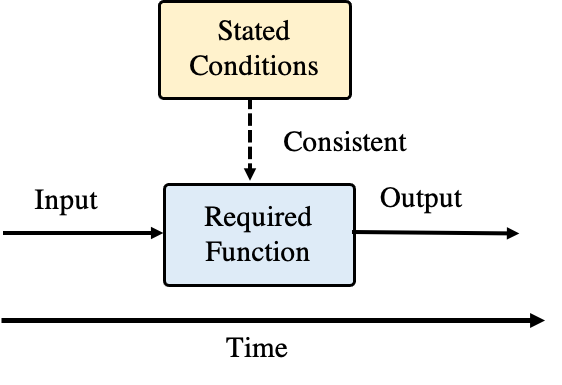 Stated
Conditions
Consistent
Input
Required
Function
Output
Time